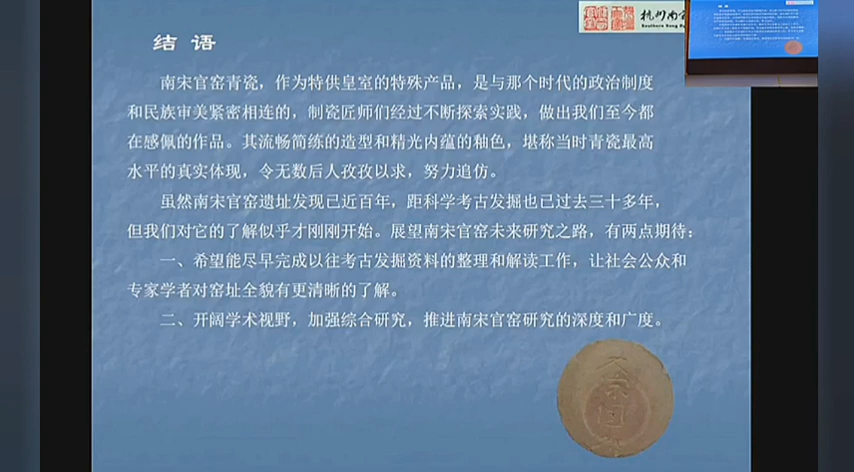 杭州南宋
结 语
南宋官窑青瓷，作为特供皇室的特殊产品，是与那个时代的政治制度
和民族审美紧密相连的，制瓷匠师们经过不断探索实践，做出我们至今都
在感佩的作品。其流畅简练的造型和精光内蕴的釉色，堪称当时青瓷最高
水平的真实体现，令无数后人孜孜以求，努力追仿。
虽然南宋官窑遗址发现已近百年，距科学考古发掘也已过去三十多年，
但我们对它的了解似乎才刚刚开始。展望南宋官窑未来研究之路，有两点期待：
一、希望能尽早完成以往考古发掘资料的整理和解读工作，让社会公众和
专家学者对窑址全貌有更清晰的了解。
二、开阔学术视野，加强综合研究，推进南宋官窑研究的深度和广度。